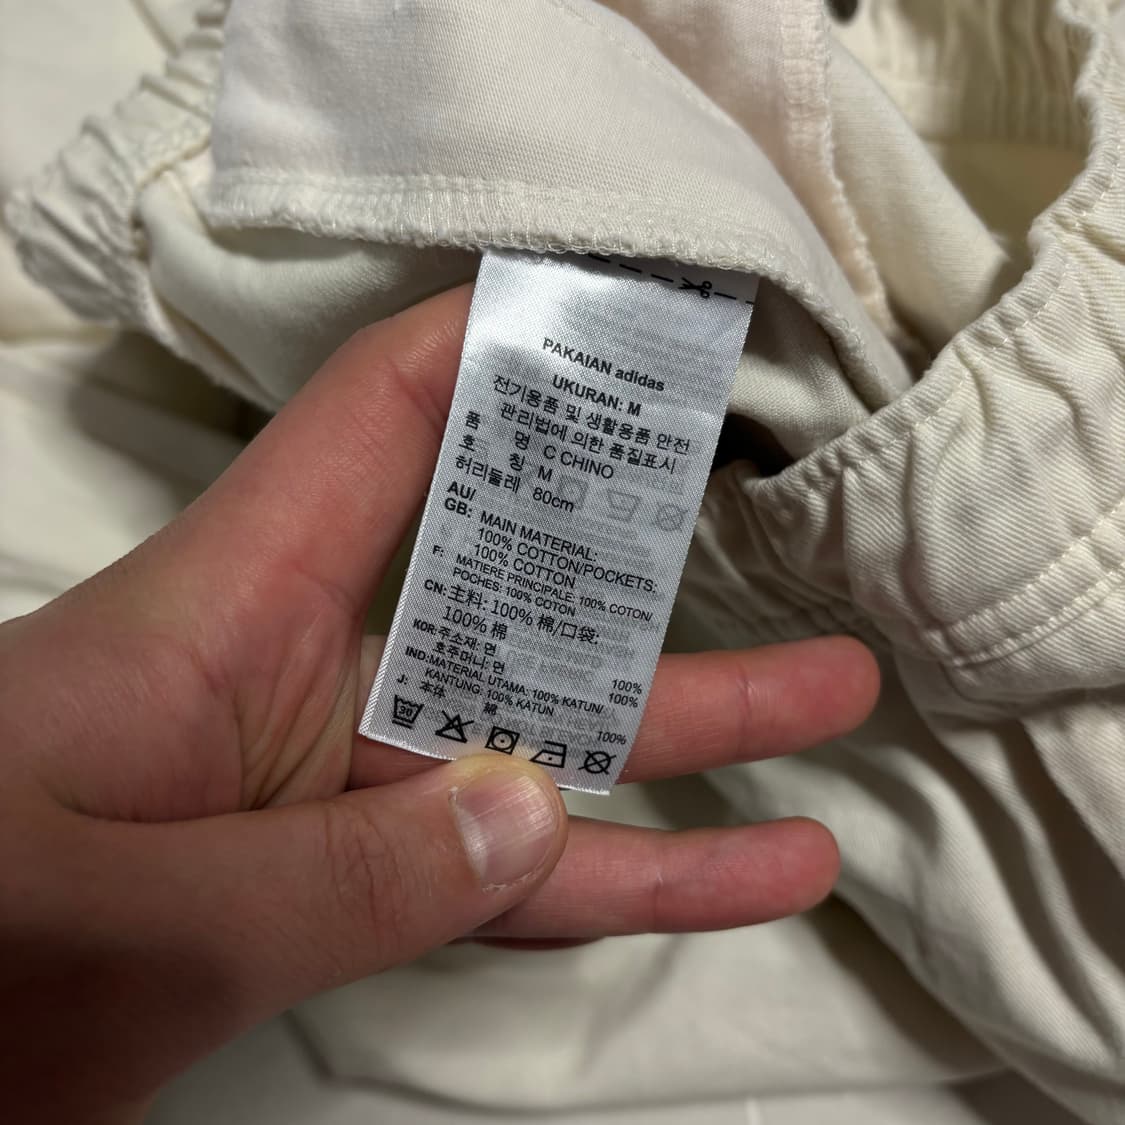 PAKAIAN adidas
UKURAN: M
전기용품 및 생활용품 안전
관리법에 의한 품질표시
품 명 C CHINO
호 칭 M
허리둘레 80cm
AU/
GB: MAIN MATERIAL:
100% COTTON/POCKETS:
100% COTTON
F: MATIERE PRINCIPALE: 100% COTON/
POCHES: 100% COTON
CN: 主料: 100% 棉/口袋:
100% 棉
KOR: 주소재: 면 100%
호주머니: 면 100%
IND: MATERIAL UTAMA: 100% KATUN/
KANTUNG: 100% KATUN
J: 本体
綿 100%
30